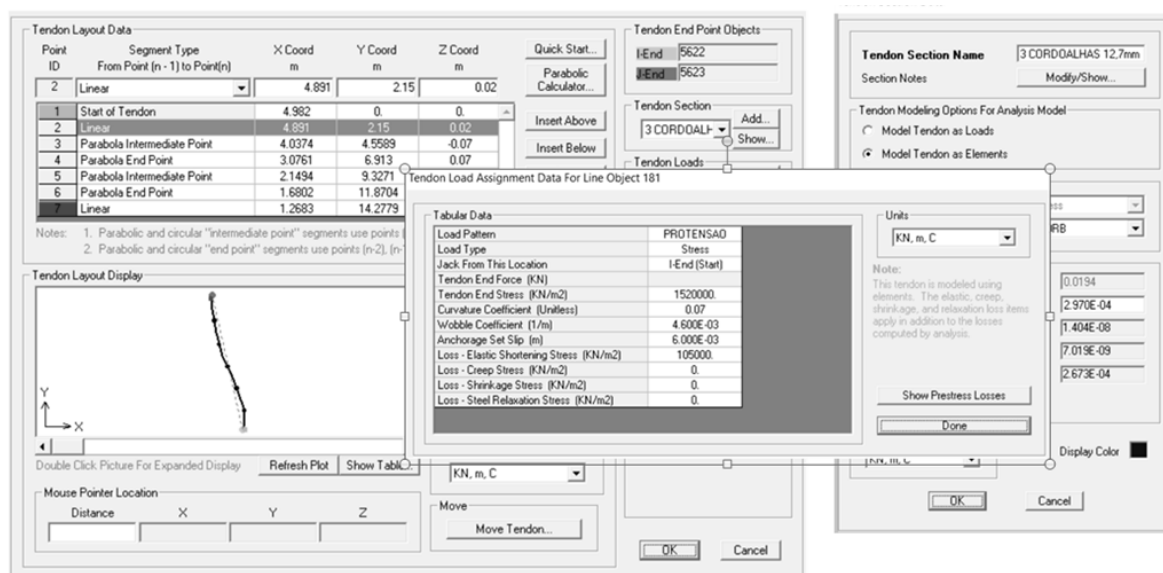 Tendon Layout Data
Point ID Segment Type From Point (n - 1) to Point(n) X Coord m Y Coord m Z Coord m
2 Linear 4.891 2.15 0.02
1 Start of Tendon 4.982 0. 0.
2 Linear 4.891 2.15 0.02
3 Parabola Intermediate Point 4.0374 4.5589 -0.07
4 Parabola End Point 3.0761 6.913 0.07
5 Parabola Intermediate Point 2.1494 9.3271
6 Parabola End Point 1.6802 11.8704
7 Linear 1.2683 14.2779
Notes: 1. Parabolic and circular "intermediate point" segments use points (
2. Parabolic and circular "end point" segments use points (n-2), (n-1
Quick Start...
Parabolic Calculator...
Insert Above
Insert Below
Tendon End Point Objects
I-End 5622
J-End 5623
Tendon Section
3 CORDOALH
Add...
Show...
Tendon Loads
Tendon Layout Display
Y
X
Double Click Picture For Expanded Display
Refresh Plot
Show Table...
Mouse Pointer Location
Distance X Y Z
KN, m, C
Move
Move Tendon...
OK
Cancel
Tendon Load Assignment Data For Line Object 181
Tabular Data
Load Pattern PROTENSAO
Load Type Stress
Jack From This Location I-End (Start)
Tendon End Force (KN)
Tendon End Stress (KN/m2) 1520000.
Curvature Coefficient (Unitless) 0.07
Wobble Coefficient (1/m) 4.600E-03
Anchorage Set Slip (m) 6.000E-03
Loss - Elastic Shortening Stress (KN/m2) 105000.
Loss - Creep Stress (KN/m2) 0.
Loss - Shrinkage Stress (KN/m2) 0.
Loss - Steel Relaxation Stress (KN/m2) 0.
Units
KN, m, C
Note:
This tendon is modeled using
elements. The elastic, creep,
shrinkage, and relaxation loss items
apply in addition to the losses
computed by analysis.
Show Prestress Losses
Done
Tendon Section Name 3 CORDOALHAS 12,7mm
Section Notes Modify/Show...
Tendon Modeling Options For Analysis Model
Model Tendon as Loads
Model Tendon as Elements
ss
RB
0.0194
2.970E-04
1.404E-08
7.019E-09
2.673E-04
KN, m, C
Display Color
OK
Cancel